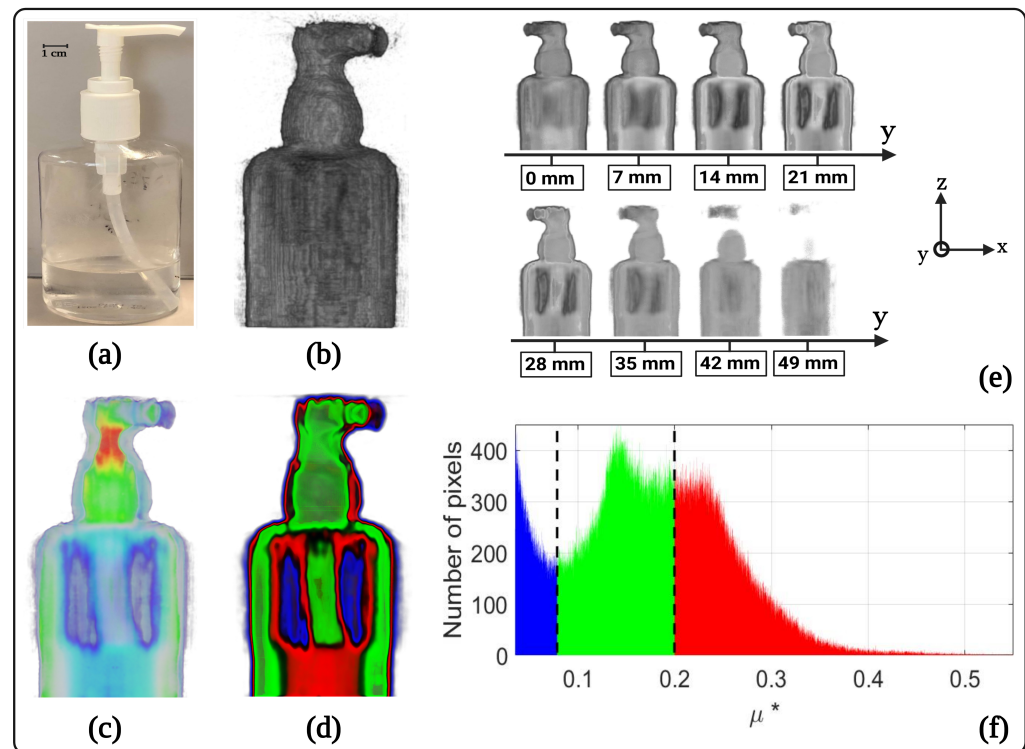 1 cm
(a)
(b)
y
0 mm
7 mm
14 mm
21 mm
z
x
y
y
28 mm
35 mm
42 mm
49 mm
(e)
(c)
(d)
Number of pixels
400
300
200
100
0
0.1
0.2
0.3
0.4
0.5
μ *
(f)